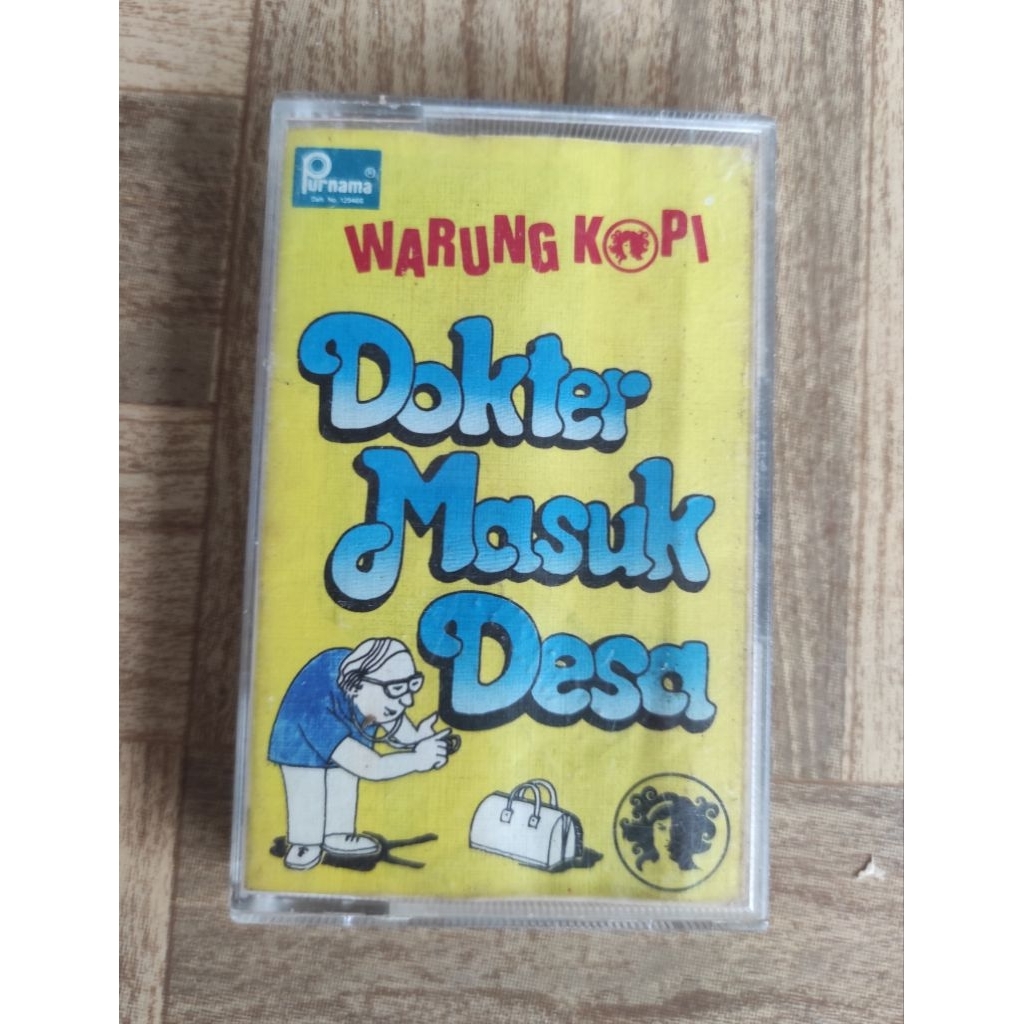 Purnama ®
WARUNG KOPI
Dokter
Masuk
Desa